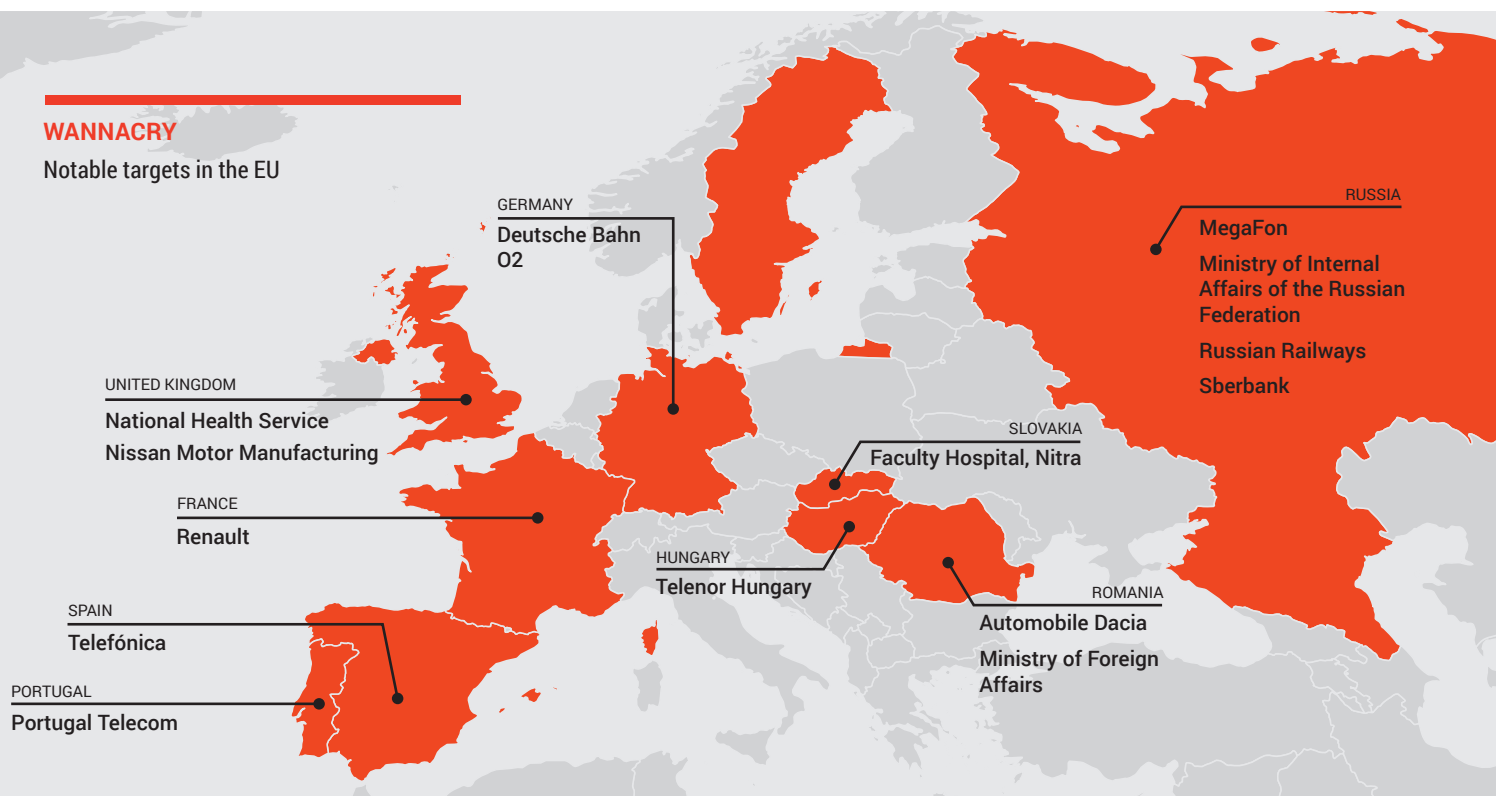 WANNACRY
Notable targets in the EU
GERMANY
Deutsche Bahn
O2
RUSSIA
MegaFon
Ministry of Internal
Affairs of the Russian
Federation
Russian Railways
Sberbank
UNITED KINGDOM
National Health Service
Nissan Motor Manufacturing
SLOVAKIA
Faculty Hospital, Nitra
FRANCE
Renault
HUNGARY
Telenor Hungary
ROMANIA
Automobile Dacia
Ministry of Foreign
Affairs
SPAIN
Telefónica
PORTUGAL
Portugal Telecom